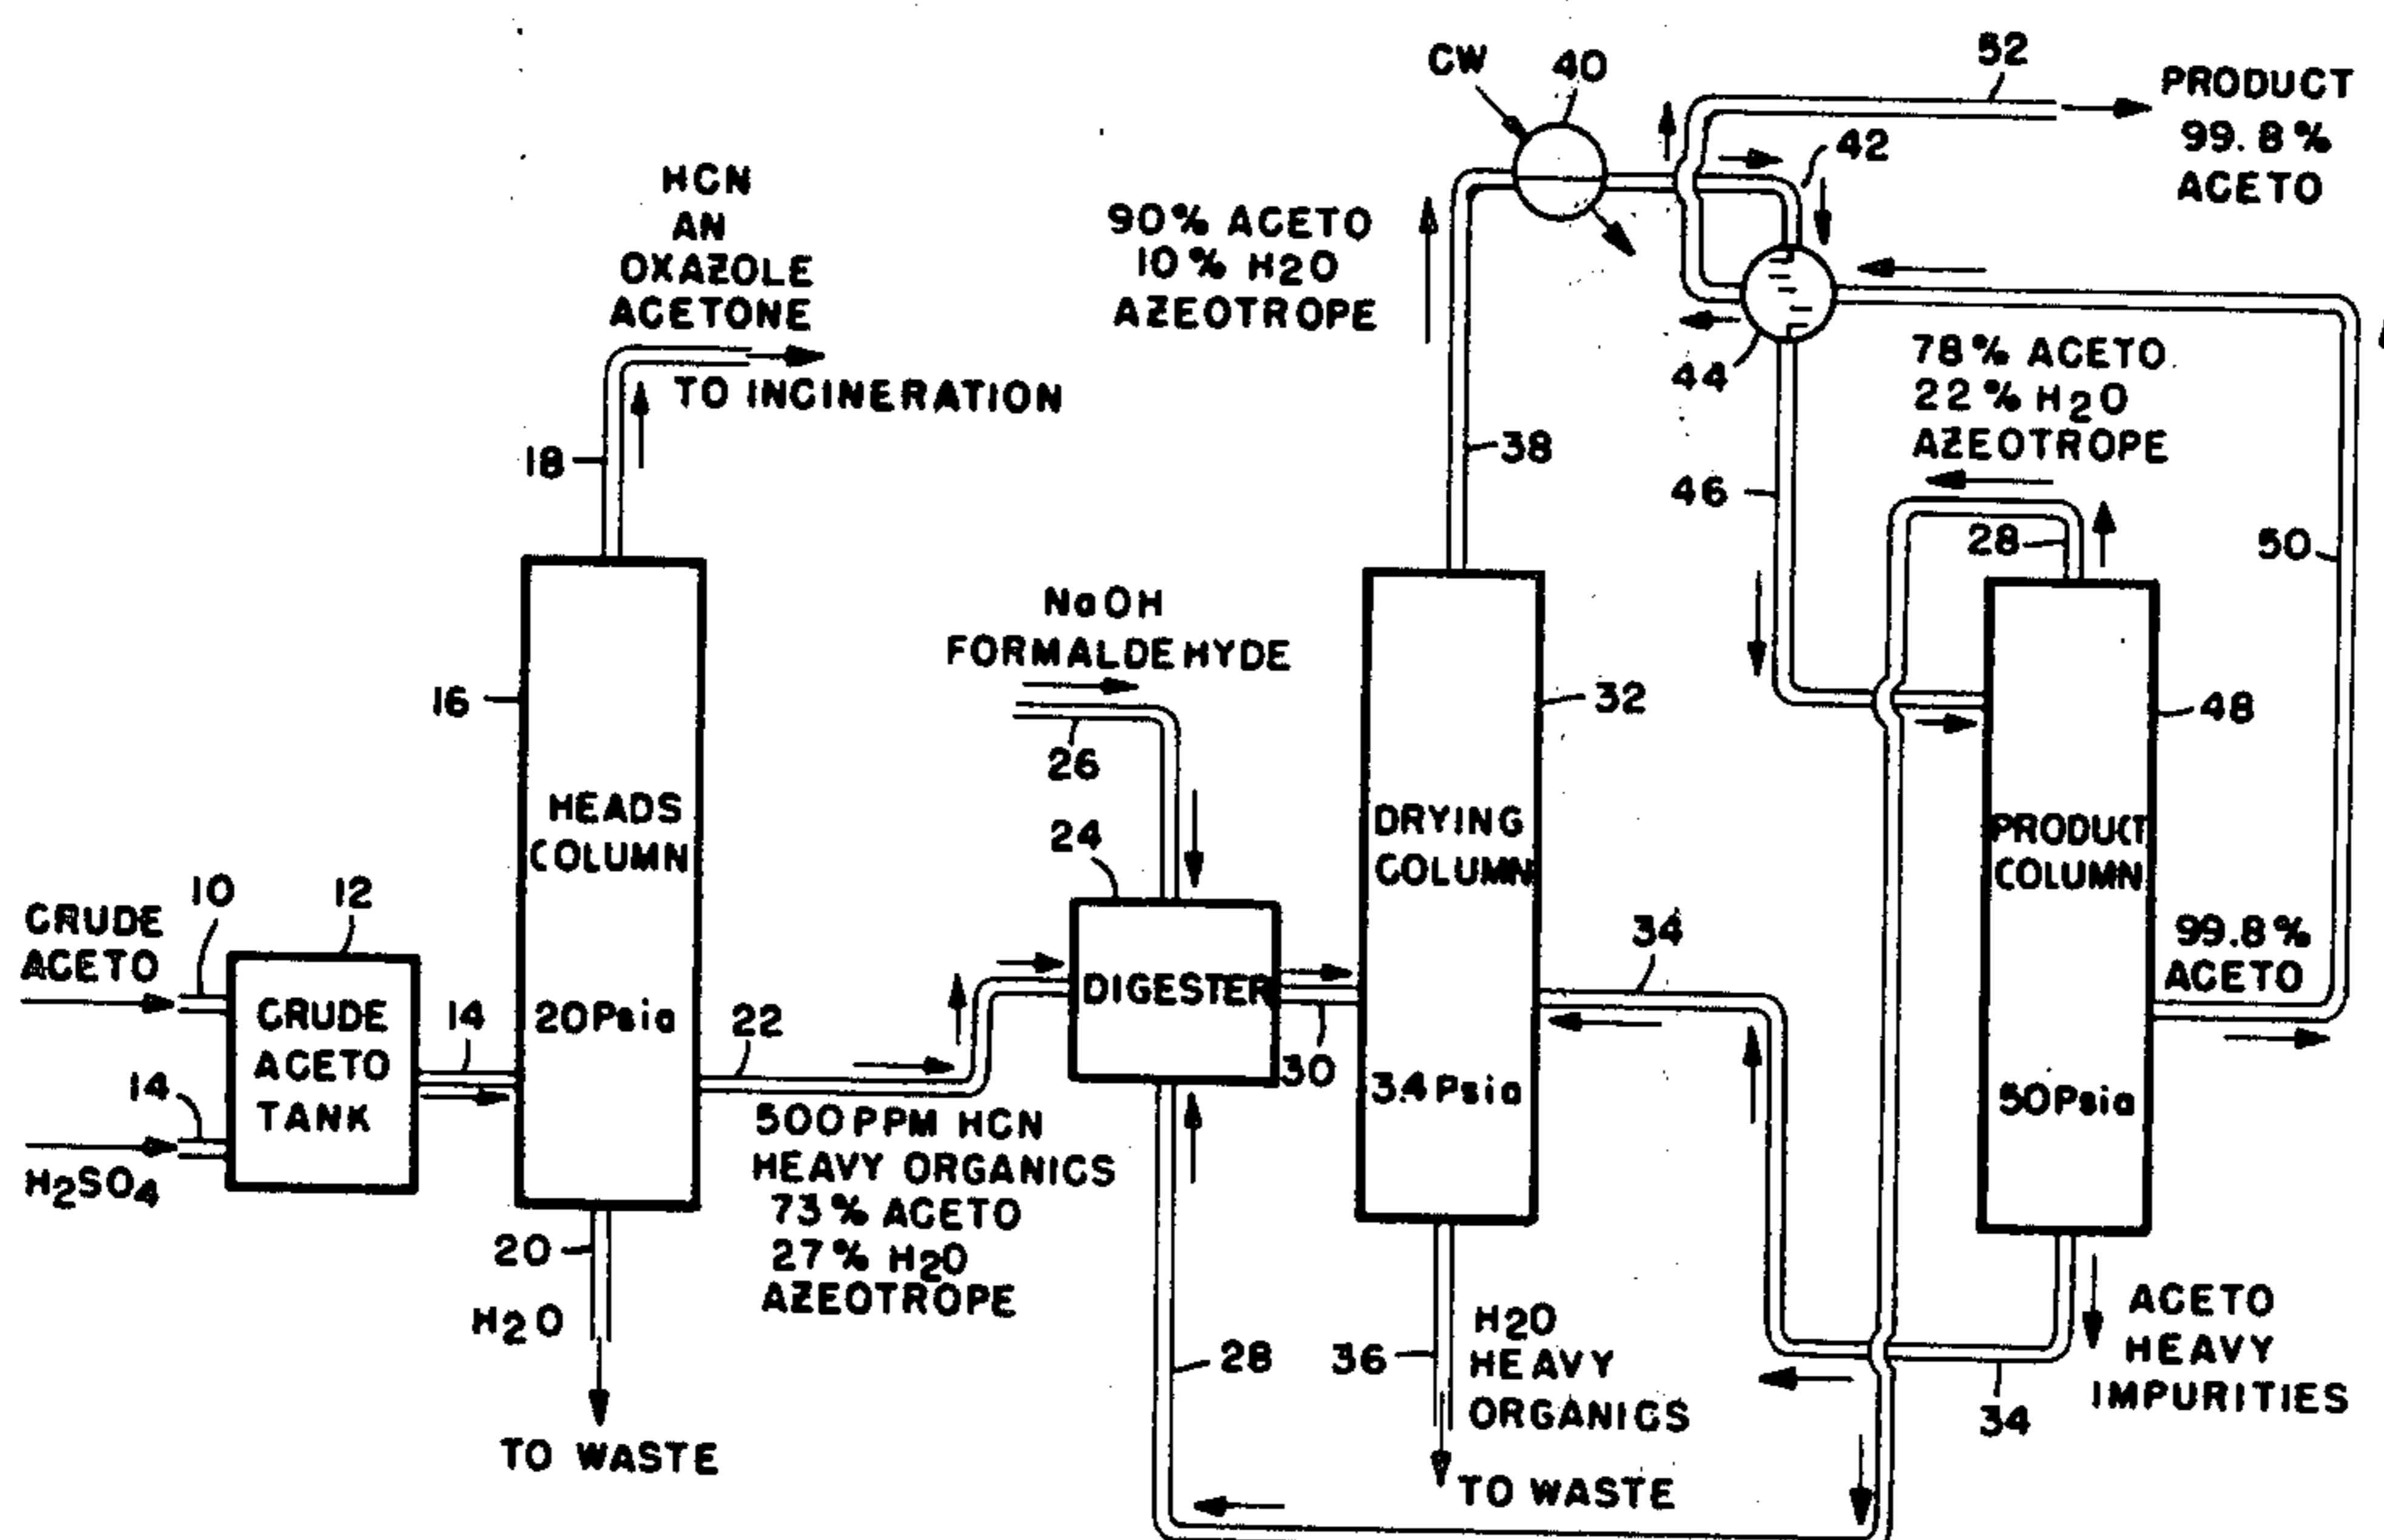 CW
40
52
PRODUCT
99.8%
ACETO
42
HCN
AN
OXAZOLE
ACETONE
TO INCINERATION
18
90% ACETO
10% H2O
AZEOTROPE
44
78% ACETO
22% H2O
AZEOTROPE
38
46
28
50
NaOH
FORMALDEHYDE
26
16
32
48
HEADS
COLUMN
20Psia
24
DRYING
COLUMN
3.4 Psia
PRODUCT
COLUMN
50Psia
CRUDE
ACETO
10
12
CRUDE
ACETO
TANK
14
14
H2SO4
22
DIGESTER
30
34
99.8%
ACETO
500 PPM HCN
HEAVY ORGANICS
73% ACETO
27% H2O
AZEOTROPE
20
H2O
TO WASTE
28
36
H2O
HEAVY
ORGANICS
TO WASTE
34
ACETO
HEAVY
IMPURITIES